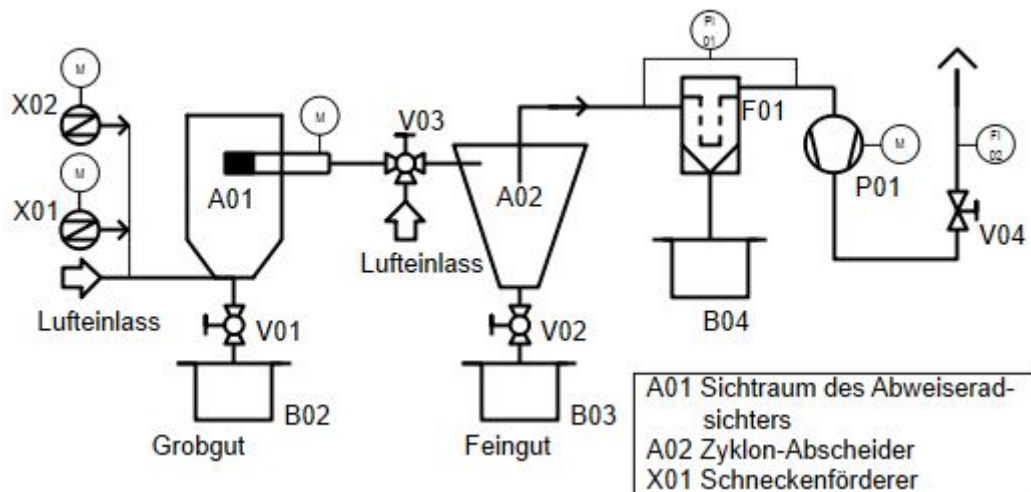 PI
01
M
X02
M
V03
F01
M
X01
A01
A02
M
P01
FI
02
V04
Lufteinlass
Lufteinlass
V01
V02
B04
B02
B03
Grobgut
Feingut
A01 Sichtraum des Abweiserad-
sichters
A02 Zyklon-Abscheider
X01 Schneckenförderer